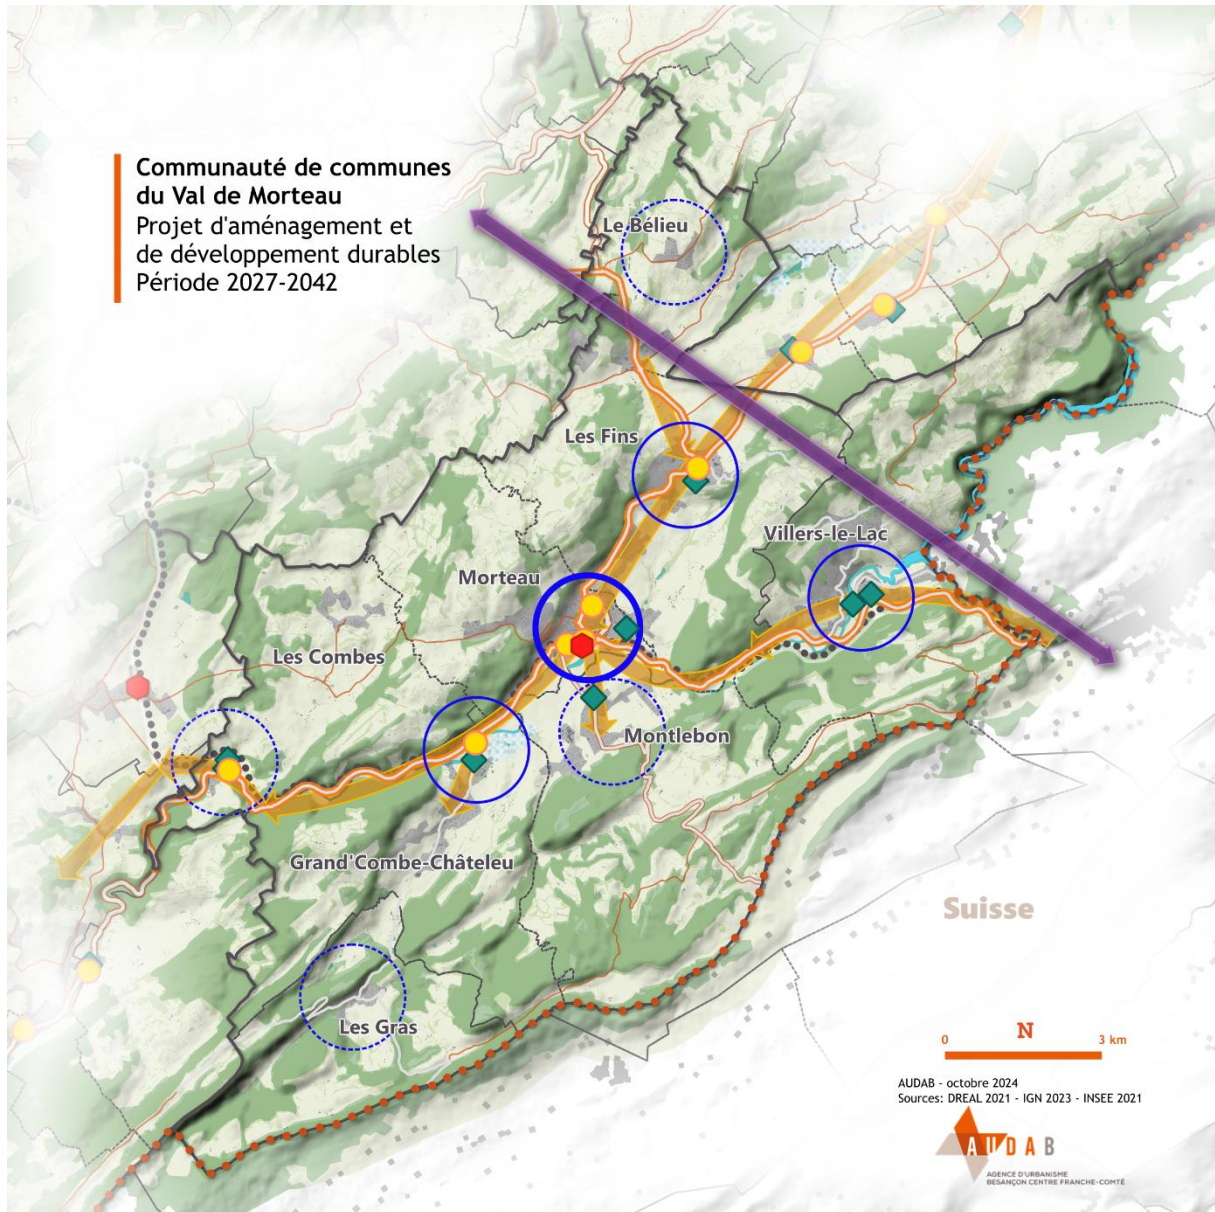 Communauté de communes
du Val de Morteau
Projet d'aménagement et
de développement durables
Période 2027-2042
Le Bélieu
Les Fins
Villers-le-Lac
Morteau
Les Combes
Montlebon
Grand'Combe-Châteleu
Suisse
Les Gras
N
0 3 km
AUDAB - octobre 2024
Sources: DREAL 2021 - IGN 2023 - INSEE 2021
AUDAB
AGENCE D'URBANISME
BESANÇON CENTRE FRANCHE-COMTÉ